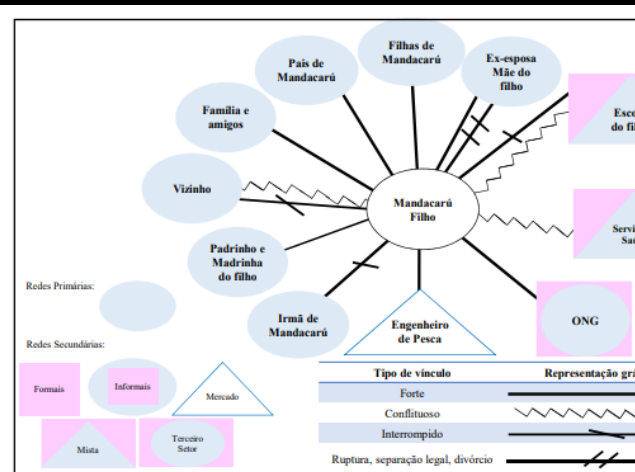 Filhas de
Mandacarú
Pais de
Mandacarú
Ex-esposa
Mãe do
filho
Família e
amigos
Vizinho
Mandacarú
Filho
Padrinho e
Madrinha
do filho
Redes Primárias:
Irmã de
Mandacarú
Engenheiro
de Pesca
ONG
Redes Secundárias:
Formais
Informais
Mercado
Mista
Terceiro
Setor
Tipo de vínculo
Representação
Forte
Conflituoso
Interrompido
Ruptura, separação legal, divórcio
do